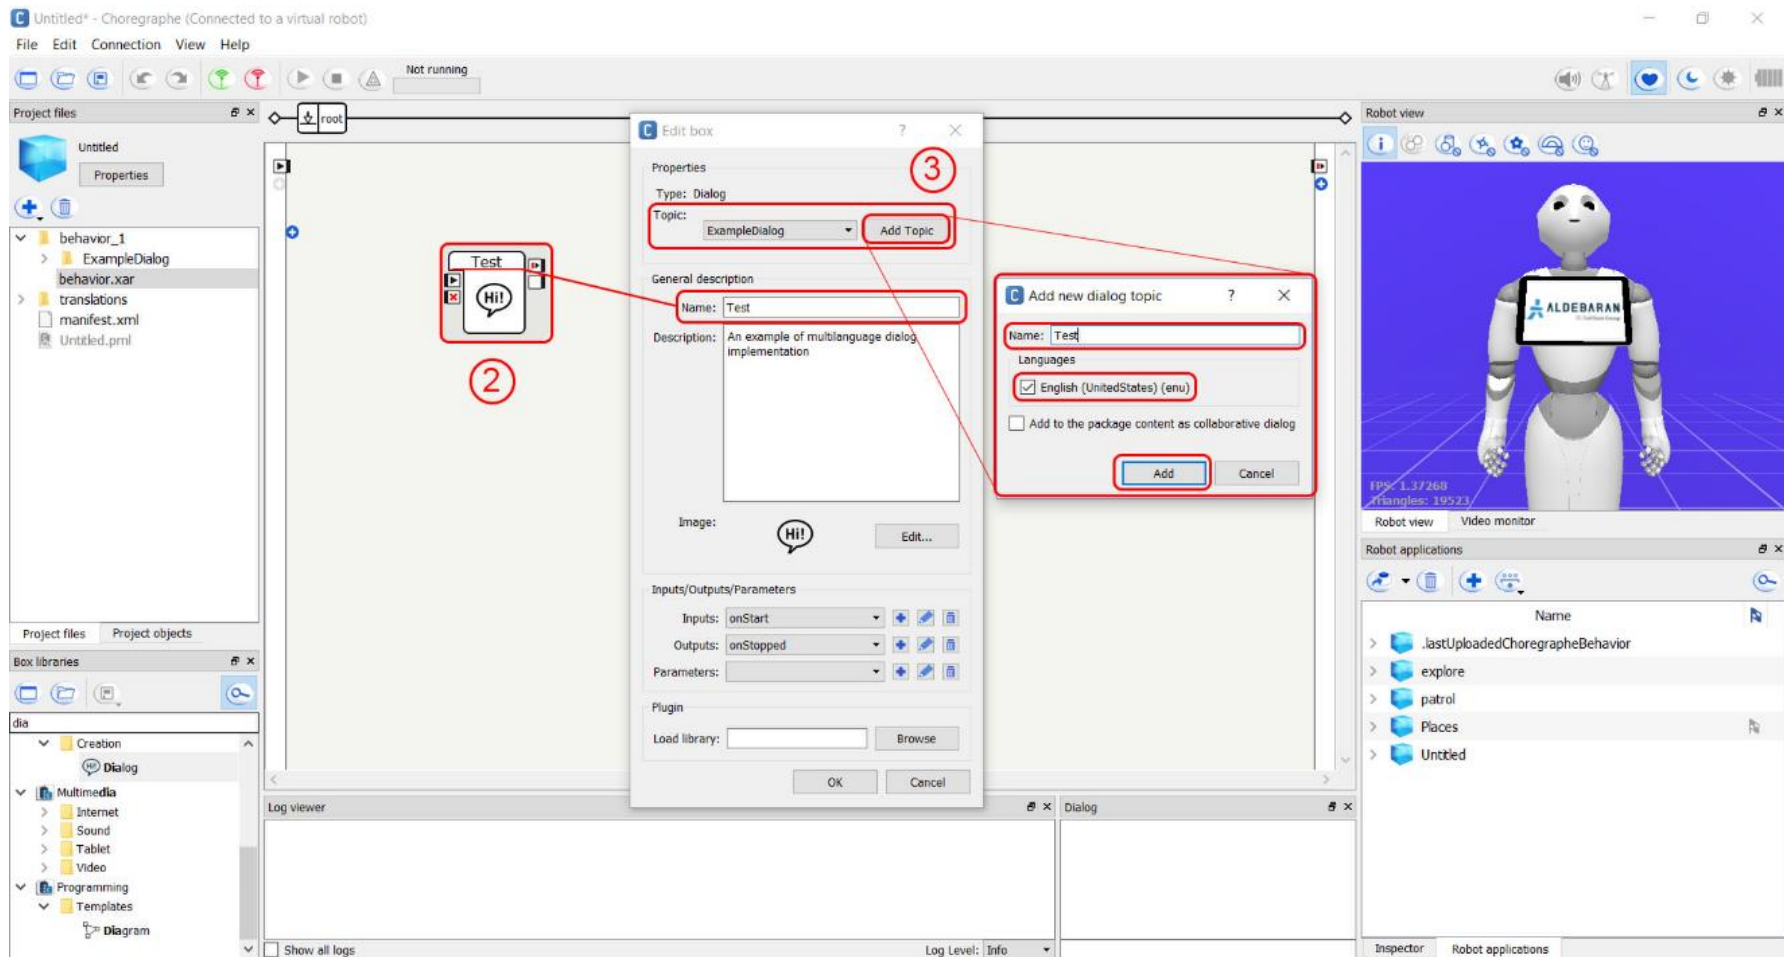 Untitled* - Choregraphe (Connected to a virtual robot)
File Edit Connection View Help
Not running
Project files
Untitled
Properties
behavior_1
ExampleDialog
behavior.xar
translations
manifest.xml
Untitled.pml
Project files Project objects
Box libraries
dia
Creation
Dialog
Multimedia
Internet
Sound
Tablet
Video
Programming
Templates
Diagram
root
Test
Hi!
2
Edit box
Properties
3
Type: Dialog
Topic:
ExampleDialog Add Topic
General description
Name: Test
Description: An example of multilanguage dialog
implementation
Image:
Hi!
Edit...
Inputs/Outputs/Parameters
Inputs: onStart
Outputs: onStopped
Parameters:
Plugin
Load library: Browse
OK Cancel
Add new dialog topic
Name: Test
Languages
English (UnitedStates) (enu)
Add to the package content as collaborative dialog
Add Cancel
Log viewer
Show all logs
Log Level: Info
Dialog
Robot view
ALDEBARAN
FPS: 1.37268
Triangles: 19523
Robot view Video monitor
Robot applications
Name
.lastUploadedChoregrapheBehavior
explore
patrol
Places
Untitled
Inspector Robot applications